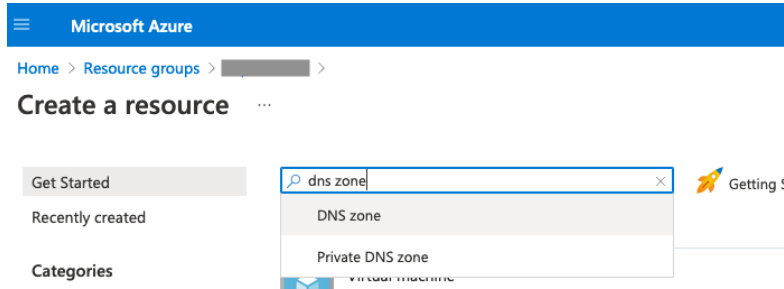 Microsoft Azure
Home > Resource groups > >
Create a resource ...
Get Started
dns zone
Getting S
Recently created
DNS zone
Categories
Private DNS zone
Virtual machine